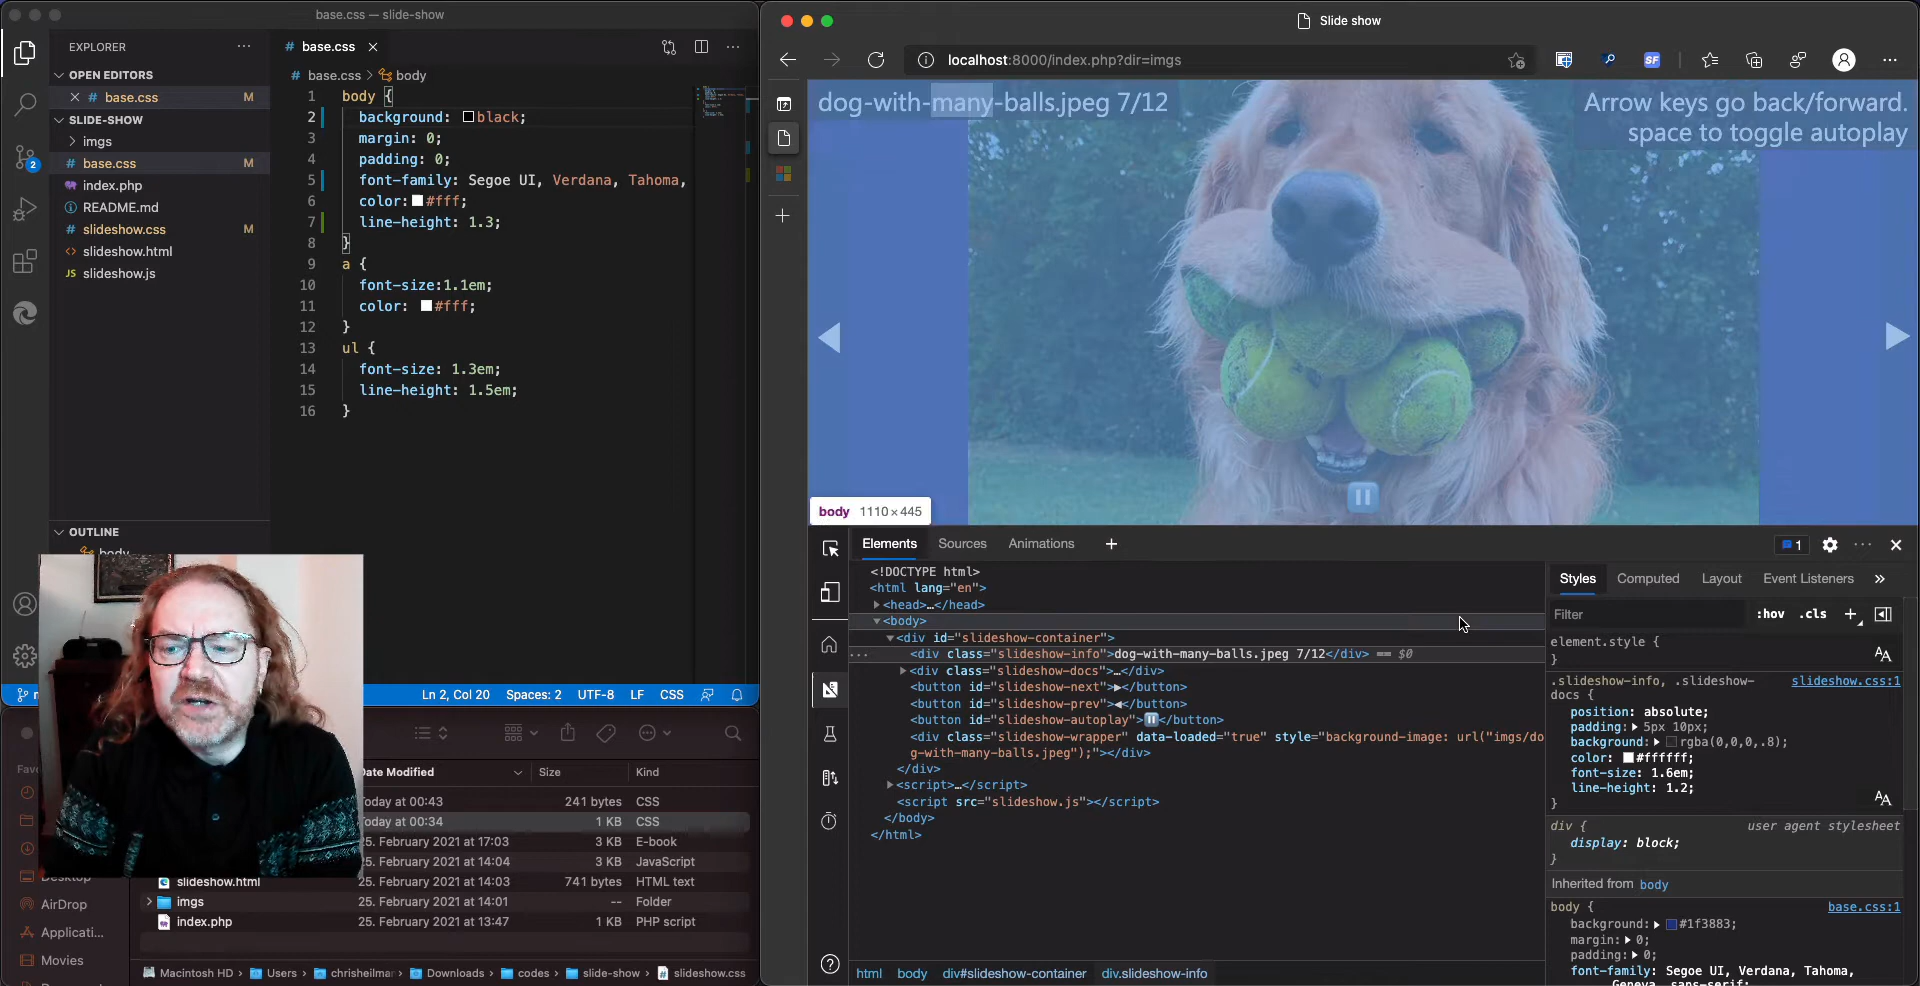 base.css — slide-show
EXPLORER
OPEN EDITORS
# base.css M
SLIDE-SHOW
imgs
# base.css M
index.php
README.md
# slideshow.css M
slideshow.html
JS slideshow.js
2
OUTLINE
body
# base.css
# base.css > body
1 body {
2 background: black;
3 margin: 0;
4 padding: 0;
5 font-family: Segoe UI, Verdana, Tahoma,
6 color: #fff;
7 line-height: 1.3;
8 }
9 a {
10 font-size:1.1em;
11 color: #fff;
12 }
13 ul {
14 font-size: 1.3em;
15 line-height: 1.5em;
16 }
Ln 2, Col 20 Spaces: 2 UTF-8 LF CSS
Date Modified Size Kind
Today at 00:43 241 bytes CSS
Today at 00:34 1 KB CSS
25. February 2021 at 17:03 3 KB E-book
25. February 2021 at 14:04 3 KB JavaScript
slideshow.html 25. February 2021 at 14:03 741 bytes HTML text
imgs 25. February 2021 at 14:01 -- Folder
index.php 25. February 2021 at 13:47 1 KB PHP script
Desktop
AirDrop
Applicati...
Movies
Macintosh HD > Users > chrisheilmar > Downloads > codes > slide-show > slideshow.css
Slide show
localhost:8000/index.php?dir=imgs
SF
dog-with-many-balls.jpeg 7/12
Arrow keys go back/forward.
space to toggle autoplay
body 1110×445
Elements Sources Animations
1
<!DOCTYPE html>
<html lang="en">
<head>…</head>
<body>
<div id="slideshow-container">
<div class="slideshow-info">dog-with-many-balls.jpeg 7/12</div> == $0
<div class="slideshow-docs">…</div>
<button id="slideshow-next">▶</button>
<button id="slideshow-prev">◀</button>
<button id="slideshow-autoplay">⏸</button>
<div class="slideshow-wrapper" data-loaded="true" style="background-image: url("imgs/do
g-with-many-balls.jpeg");"></div>
</div>
<script>…</script>
<script src="slideshow.js"></script>
</body>
</html>
html body div#slideshow-container div.slideshow-info
Styles Computed Layout Event Listeners
Filter :hov .cls
element.style {
}
.slideshow-info, .slideshow-docs { slideshow.css:1
position: absolute;
padding: 5px 10px;
background: rgba(0,0,0,.8);
color: #ffffff;
font-size: 1.6em;
line-height: 1.2;
}
div { user agent stylesheet
display: block;
}
Inherited from body
body { base.css:1
background: #1f3883;
margin: 0;
padding: 0;
font-family: Segoe UI, Verdana, Tahoma,
Geneva, sans-serif;